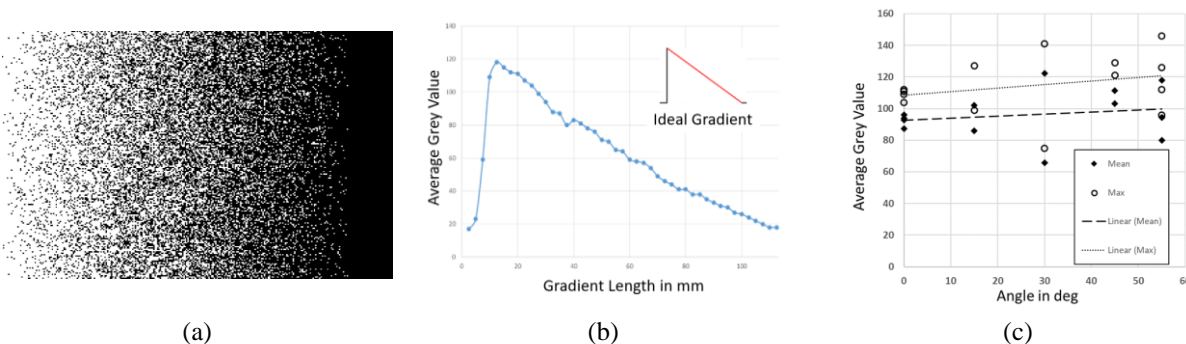 140
120
100
80
60
40
20
0
0 20 40 60 80 100
Average Grey Value
Gradient Length in mm
Ideal Gradient
160
140
120
100
80
60
40
20
0
0 10 20 30 40 50 60
Average Grey Value
Angle in deg
Mean
Max
Linear (Mean)
Linear (Max)
(a) (b) (c)